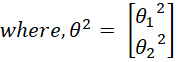 where, θ² = [θ₁²
θ₂²]